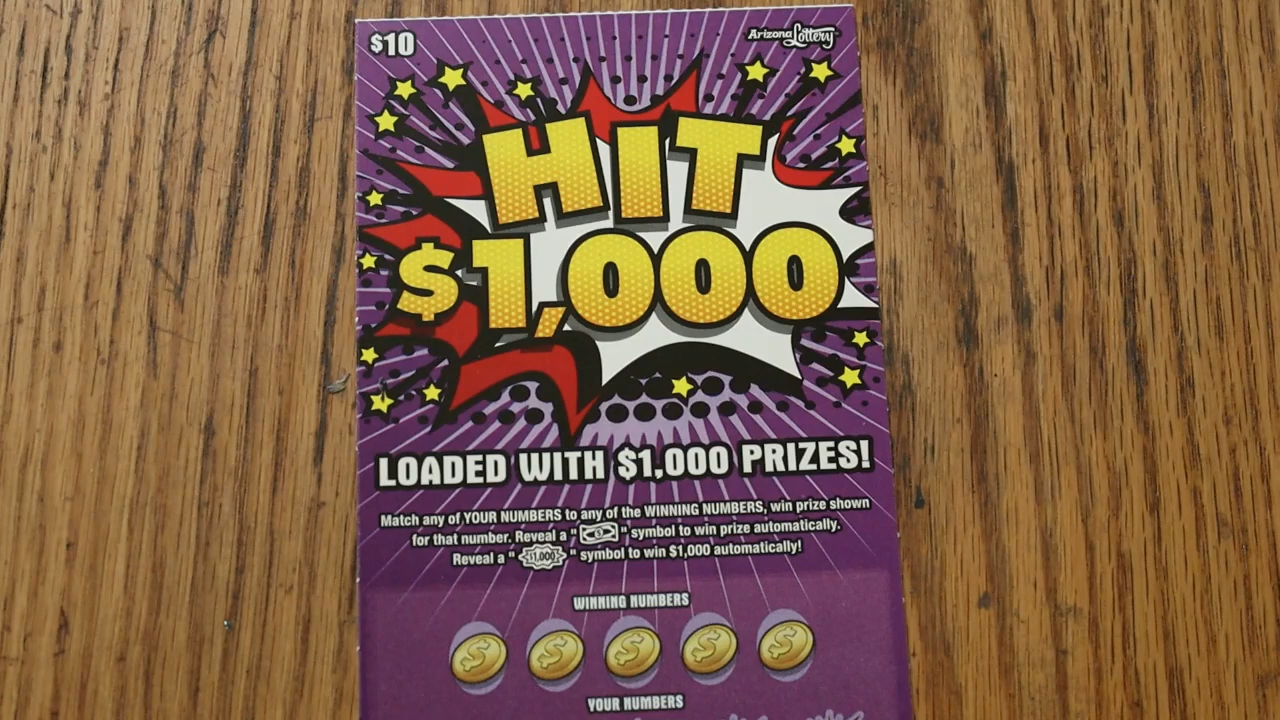 $10
Arizona Lottery
HIT
$1,000
LOADED WITH $1,000 PRIZES!
Match any of YOUR NUMBERS to any of the WINNING NUMBERS, win prize shown
for that number. Reveal a " $ " symbol to win prize automatically.
Reveal a " $1,000 " symbol to win $1,000 automatically!
WINNING NUMBERS
$ $ $ $ $
YOUR NUMBERS